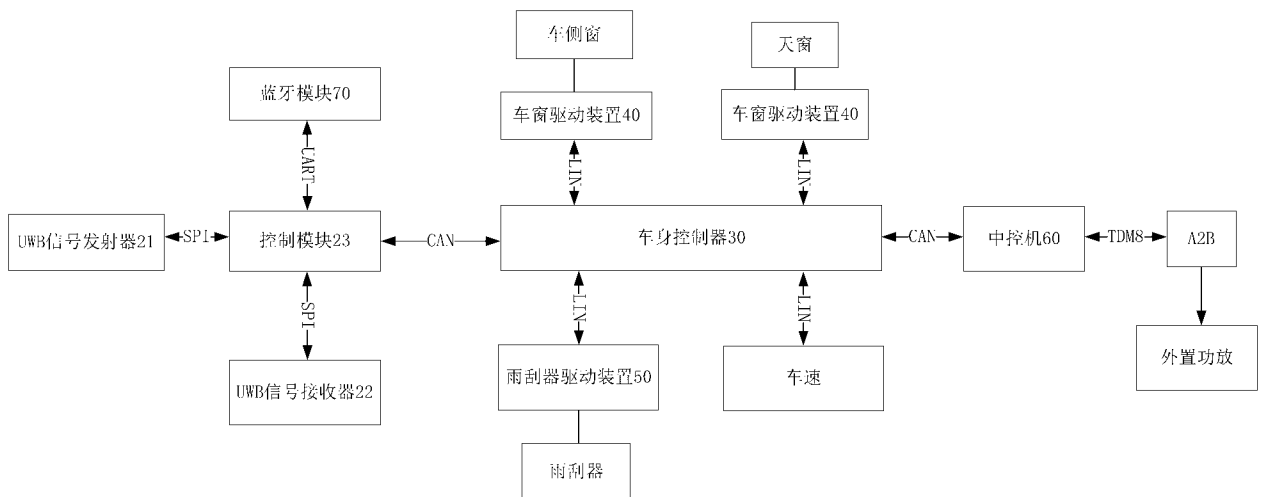 车侧窗
天窗
蓝牙模块70
车窗驱动装置40
车窗驱动装置40
UART
LIN
LIN
UWB信号发射器21
SPI
控制模块23
CAN
车身控制器30
CAN
中控机60
TDM8
A2B
SPI
LIN
LIN
UWB信号接收器22
雨刮器驱动装置50
车速
外置功放
雨刮器